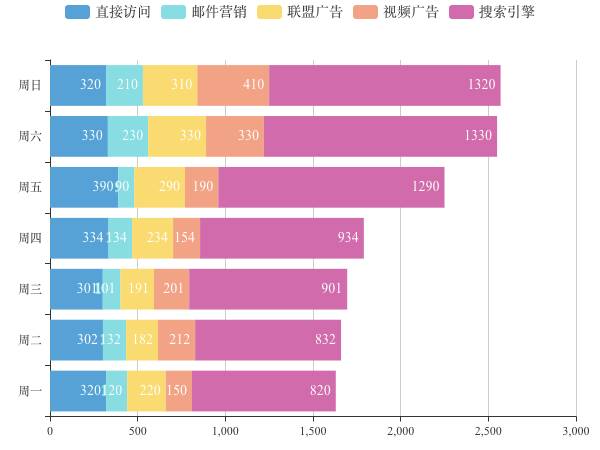 直接访问 邮件营销 联盟广告 视频广告 搜索引擎
周日 320 210 310 410 1320
周六 330 230 330 330 1330
周五 390 90 290 190 1290
周四 334 134 234 154 934
周三 301 101 191 201 901
周二 302 132 182 212 832
周一 320 120 220 150 820
0 500 1,000 1,500 2,000 2,500 3,000